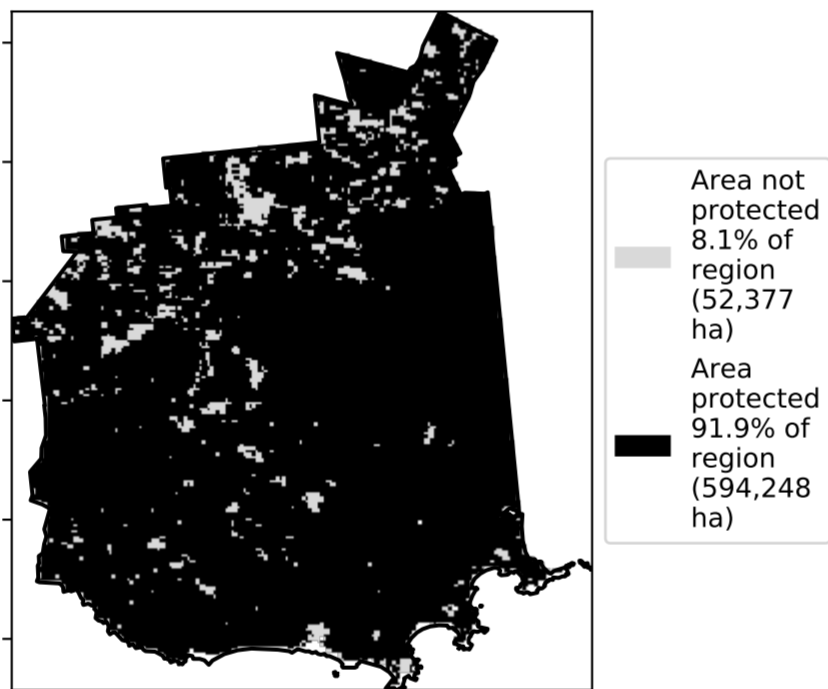 Area not
protected
8.1% of
region
(52,377
ha)
Area
protected
91.9% of
region
(594,248
ha)